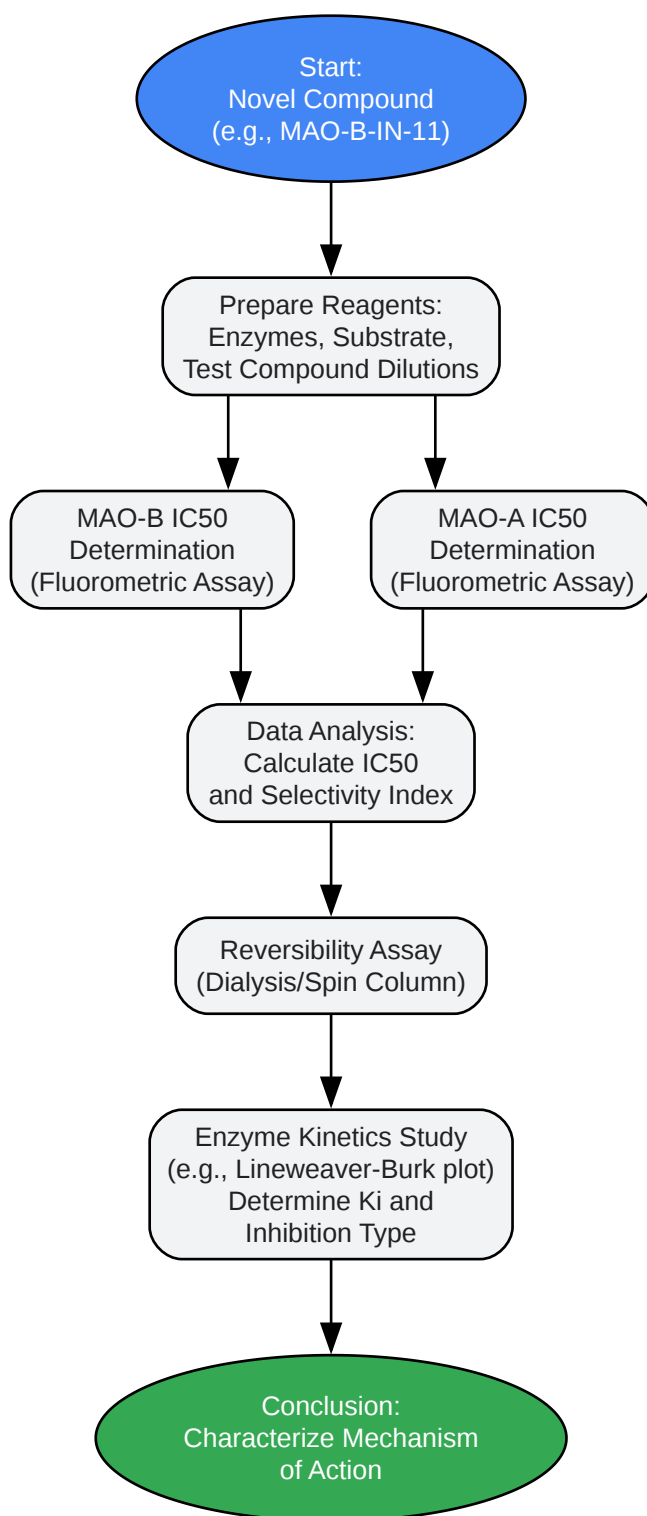 Start:
Novel Compound
(e.g., MAO-B-IN-11)
Prepare Reagents:
Enzymes, Substrate,
Test Compound Dilutions
MAO-B IC50
Determination
(Fluorometric Assay)
MAO-A IC50
Determination
(Fluorometric Assay)
Data Analysis:
Calculate IC50
and Selectivity Index
Reversibility Assay
(Dialysis/Spin Column)
Enzyme Kinetics Study
(e.g., Lineweaver-Burk plot)
Determine Ki and
Inhibition Type
Conclusion:
Characterize Mechanism
of Action